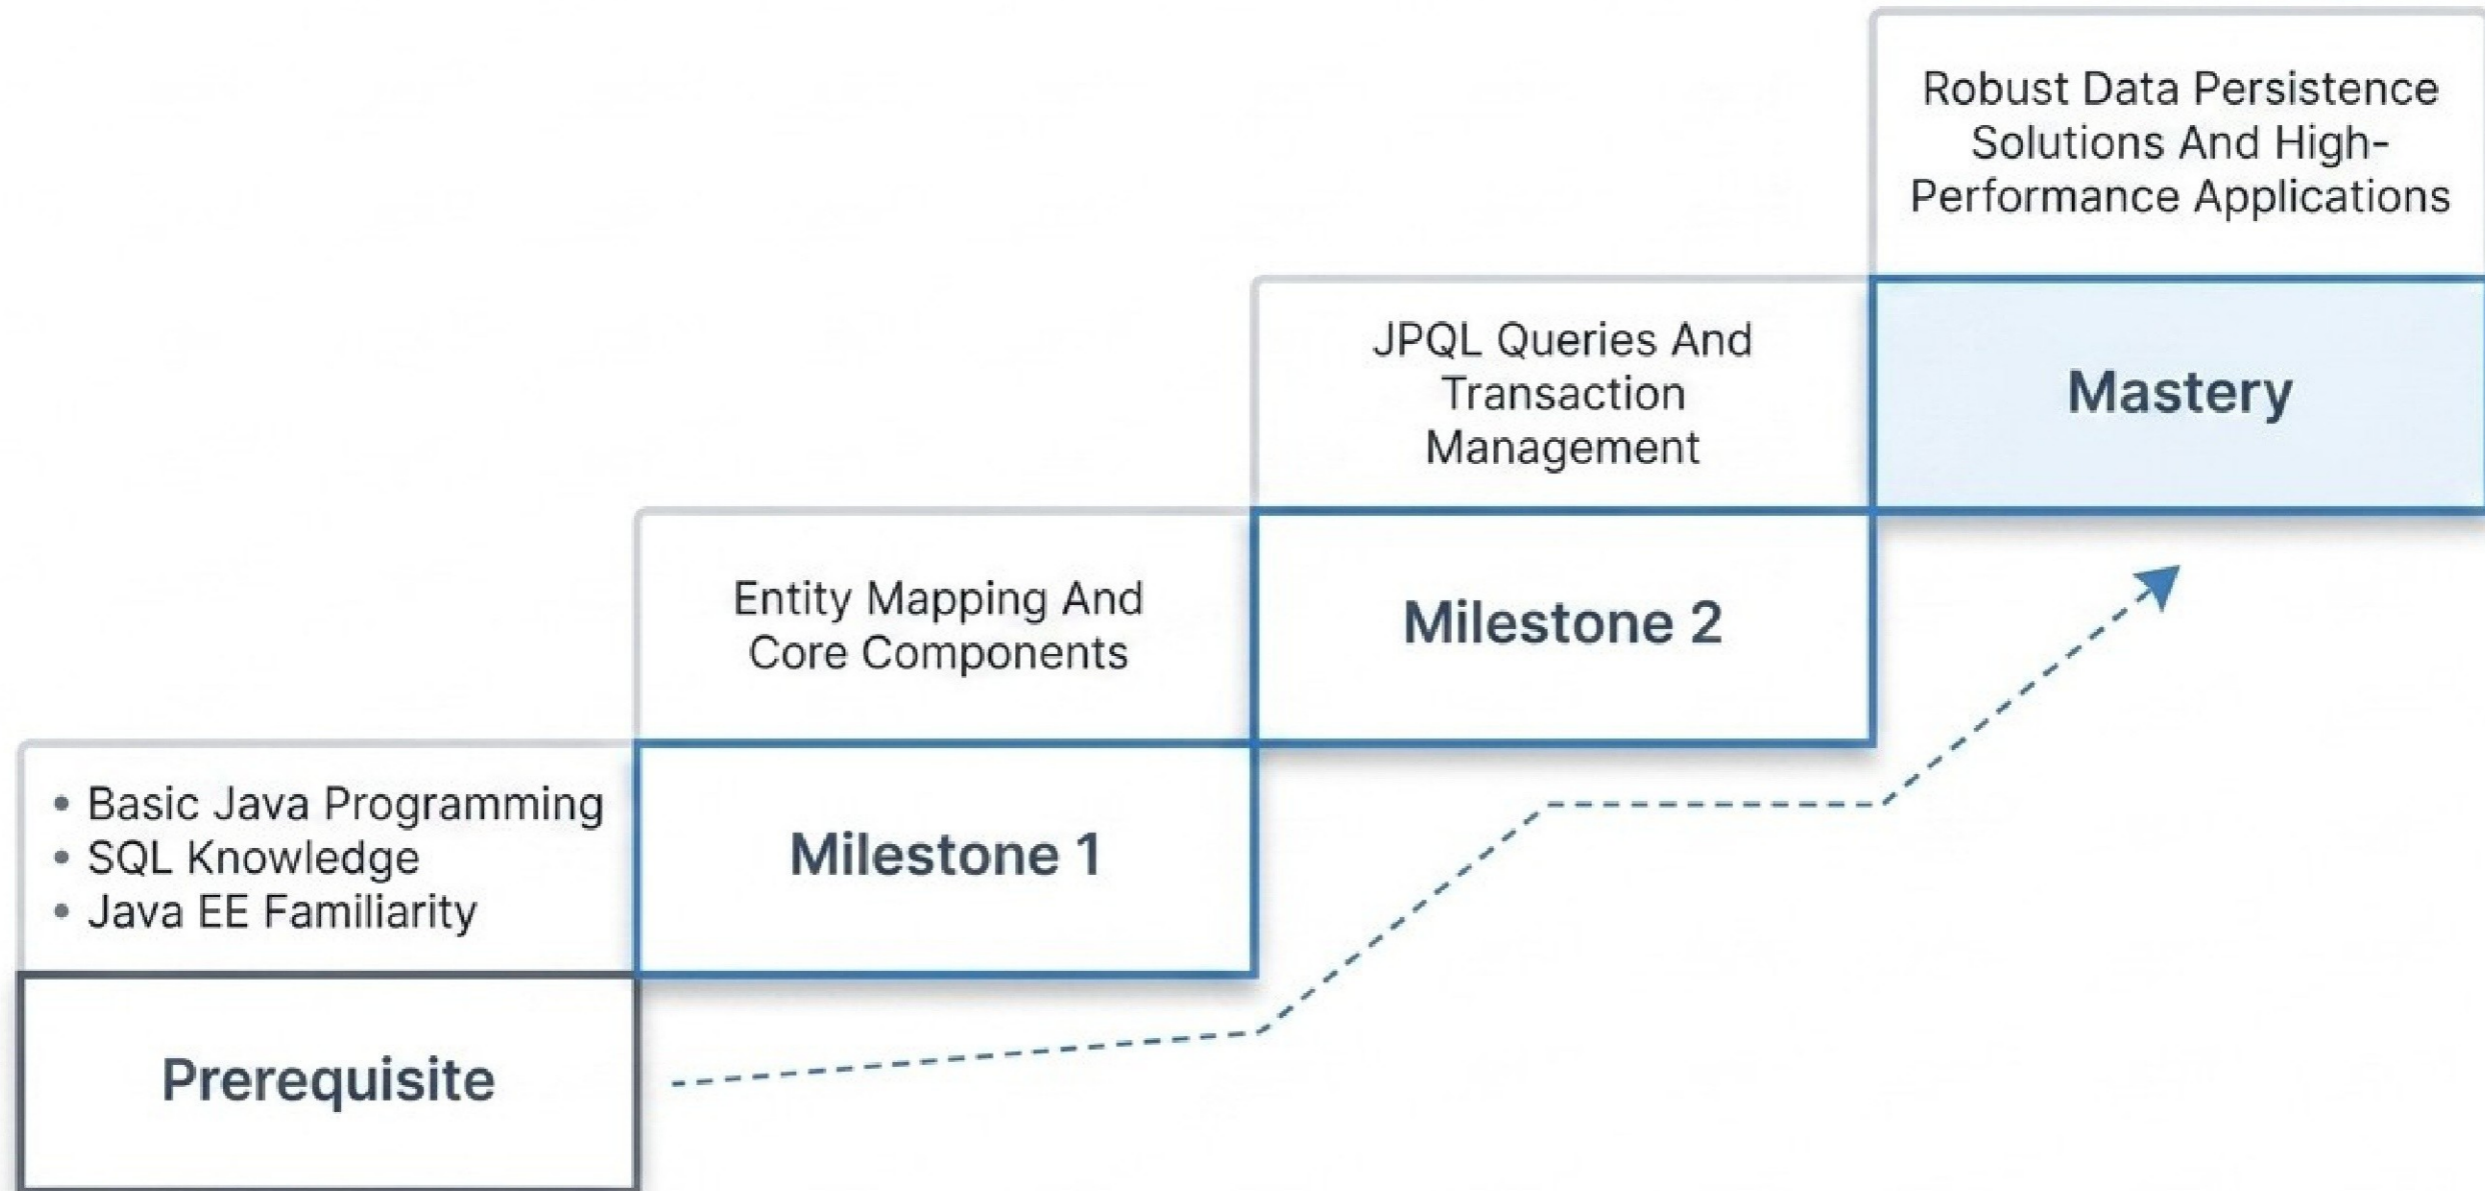 Robust Data Persistence
Solutions And High-
Performance Applications
Mastery
JPQL Queries And
Transaction
Management
Milestone 2
Entity Mapping And
Core Components
Milestone 1
• Basic Java Programming
• SQL Knowledge
• Java EE Familiarity
Prerequisite